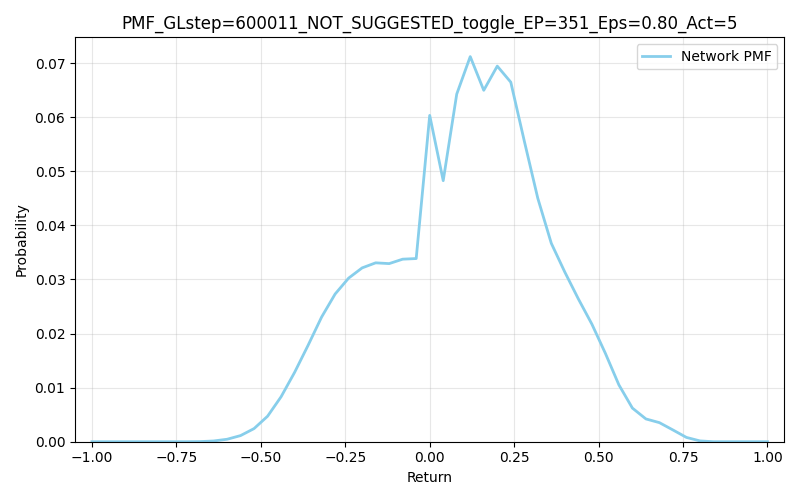 PMF_GLstep=600011_NOT_SUGGESTED_toggle_EP=351_Eps=0.80_Act=5
Network PMF
0.07
0.06
0.05
0.04
0.03
0.02
0.01
0.00
Probability
−1.00 −0.75 −0.50 −0.25 0.00 0.25 0.50 0.75 1.00
Return